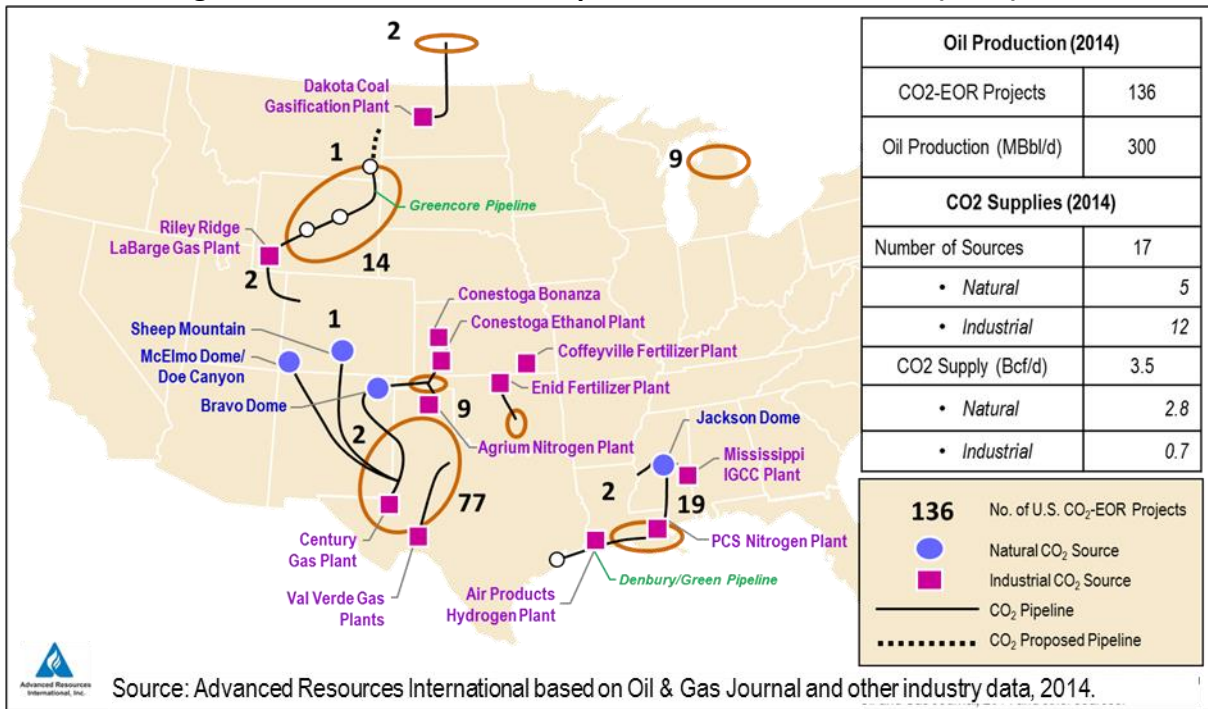 2
Dakota Coal
Gasification Plant
1
9
Greencore Pipeline
Riley Ridge
LaBarge Gas Plant
14
2
Conestoga Bonanza
Sheep Mountain
1
Conestoga Ethanol Plant
McElmo Dome/
Doe Canyon
Coffeyville Fertilizer Plant
Enid Fertilizer Plant
Bravo Dome
9
Jackson Dome
2
Agrium Nitrogen Plant
Mississippi
IGCC Plant
77
2
19
Century
Gas Plant
PCS Nitrogen Plant
Denbury/Green Pipeline
Val Verde Gas
Plants
Air Products
Hydrogen Plant
Oil Production (2014)
CO2-EOR Projects 136
Oil Production (MBbl/d) 300
CO2 Supplies (2014)
Number of Sources 17
• Natural 5
• Industrial 12
CO2 Supply (Bcf/d) 3.5
• Natural 2.8
• Industrial 0.7
136 No. of U.S. CO₂-EOR Projects
Natural CO₂ Source
Industrial CO₂ Source
CO₂ Pipeline
CO₂ Proposed Pipeline
Advanced Resources
International, Inc.
Source: Advanced Resources International based on Oil & Gas Journal and other industry data, 2014.